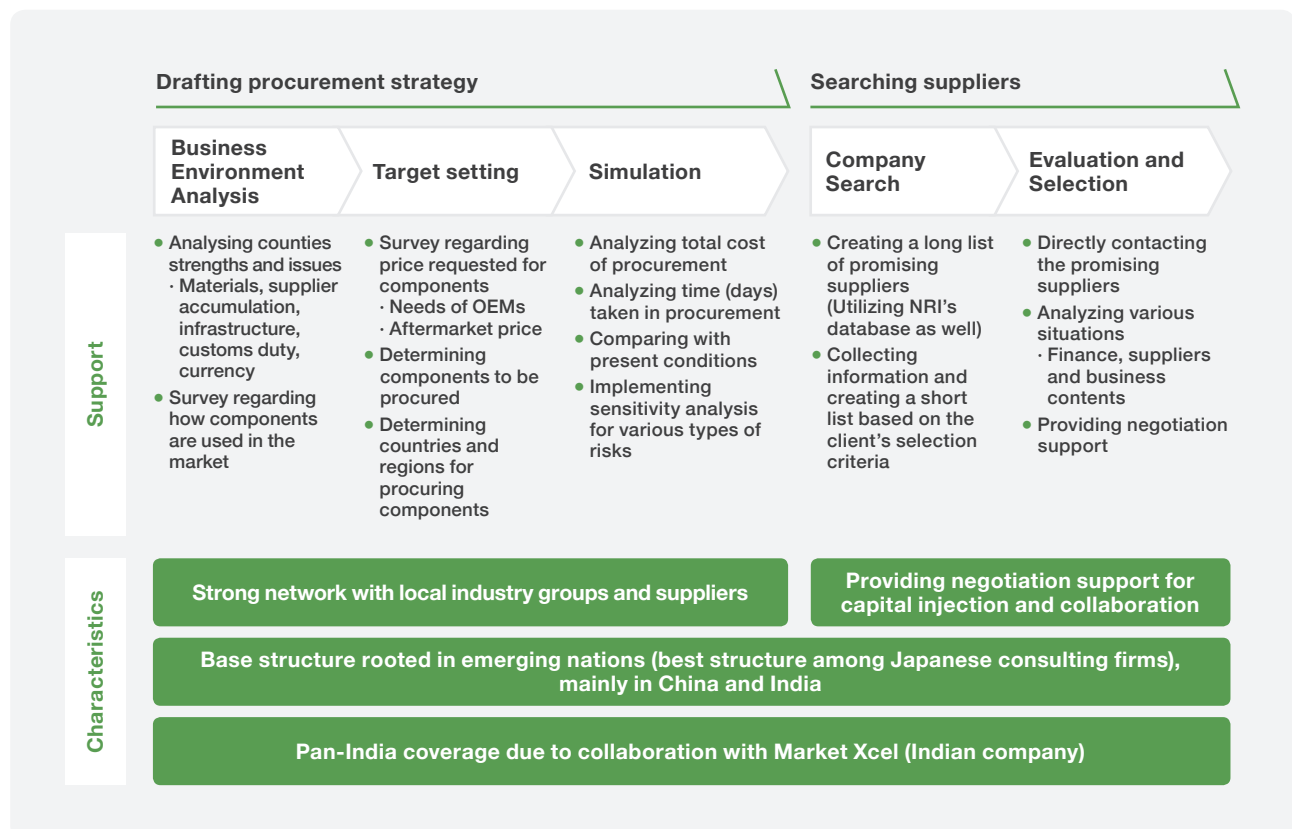 Drafting procurement strategy
Searching suppliers
Business
Environment
Analysis
Target setting
Simulation
Company
Search
Evaluation and
Selection
Support
• Analysing counties
strengths and issues
· Materials, supplier
accumulation,
infrastructure,
customs duty,
currency
• Survey regarding
how components
are used in the
market
• Survey regarding
price requested for
components
· Needs of OEMs
· Aftermarket price
• Determining
components to be
procured
• Determining
countries and
regions for
procuring
components
• Analyzing total cost
of procurement
• Analyzing time (days)
taken in procurement
• Comparing with
present conditions
• Implementing
sensitivity analysis
for various types of
risks
• Creating a long list
of promising
suppliers
(Utilizing NRI’s
database as well)
• Collecting
information and
creating a short
list based on the
client’s selection
criteria
• Directly contacting
the promising
suppliers
• Analyzing various
situations
· Finance, suppliers
and business
contents
• Providing negotiation
support
Characteristics
Strong network with local industry groups and suppliers
Providing negotiation support for
capital injection and collaboration
Base structure rooted in emerging nations (best structure among Japanese consulting firms),
mainly in China and India
Pan-India coverage due to collaboration with Market Xcel (Indian company)